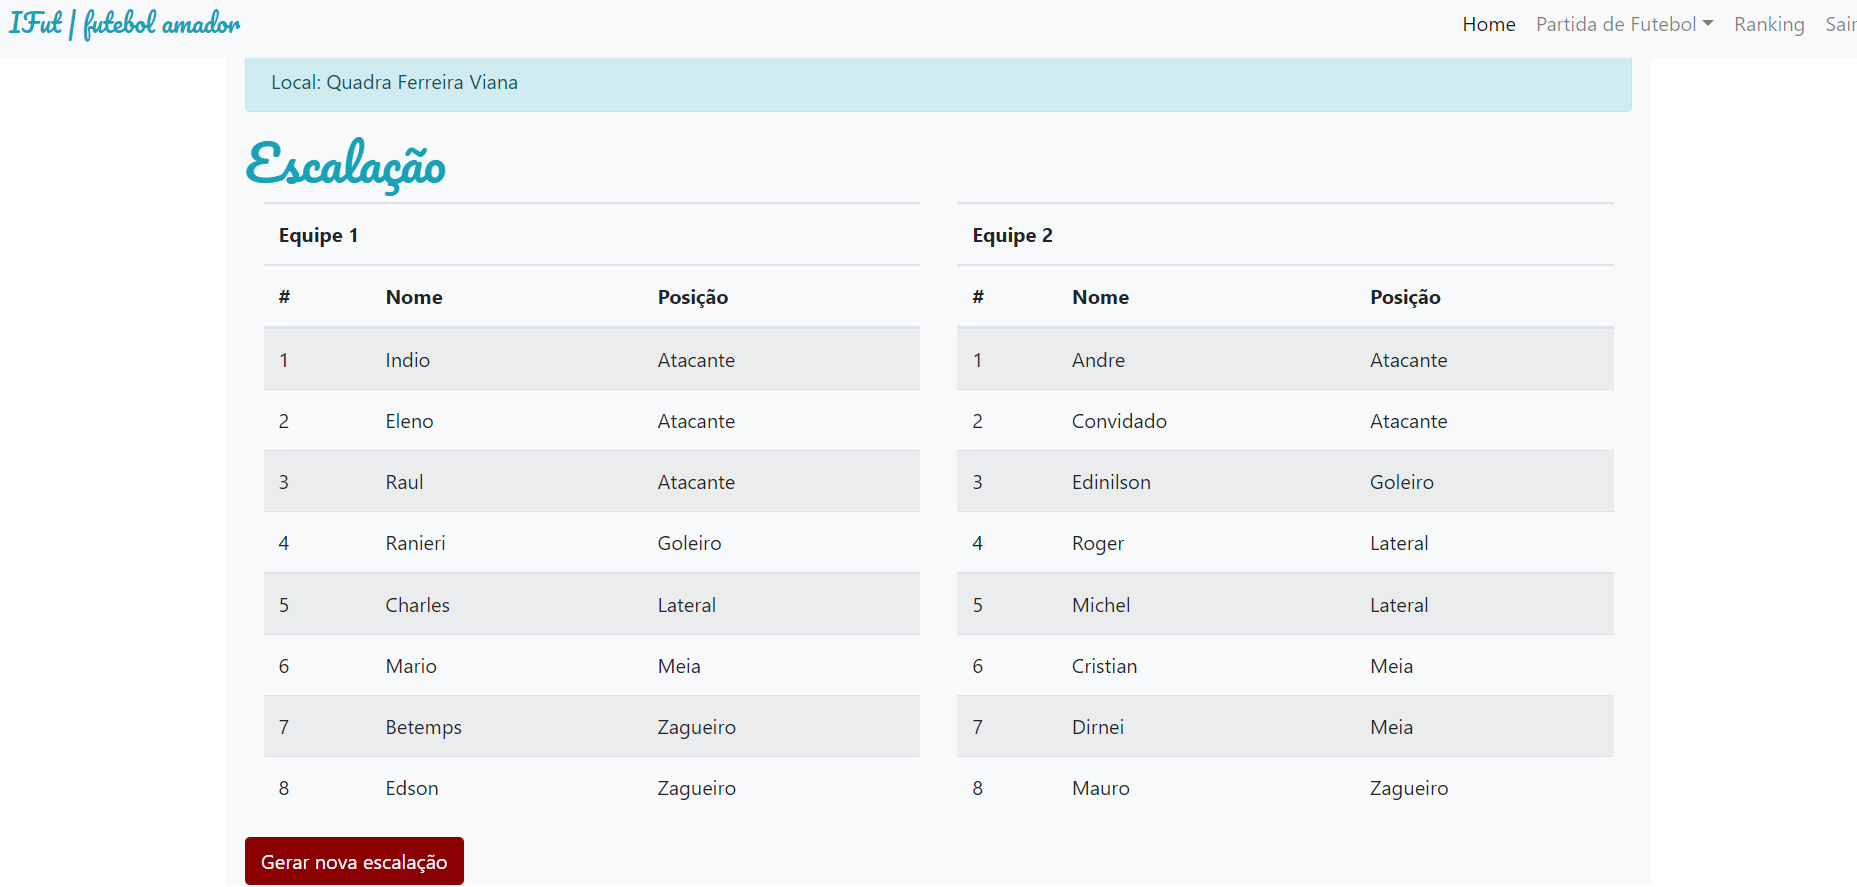 IFut | futebol amador
Home Partida de Futebol Ranking Sair
Local: Quadra Ferreira Viana
Escalação
Equipe 1
# Nome Posição
1 Indio Atacante
2 Eleno Atacante
3 Raul Atacante
4 Ranieri Goleiro
5 Charles Lateral
6 Mario Meia
7 Betemps Zagueiro
8 Edson Zagueiro
Equipe 2
# Nome Posição
1 Andre Atacante
2 Convidado Atacante
3 Edinilson Goleiro
4 Roger Lateral
5 Michel Lateral
6 Cristian Meia
7 Dirnei Meia
8 Mauro Zagueiro
Gerar nova escalação